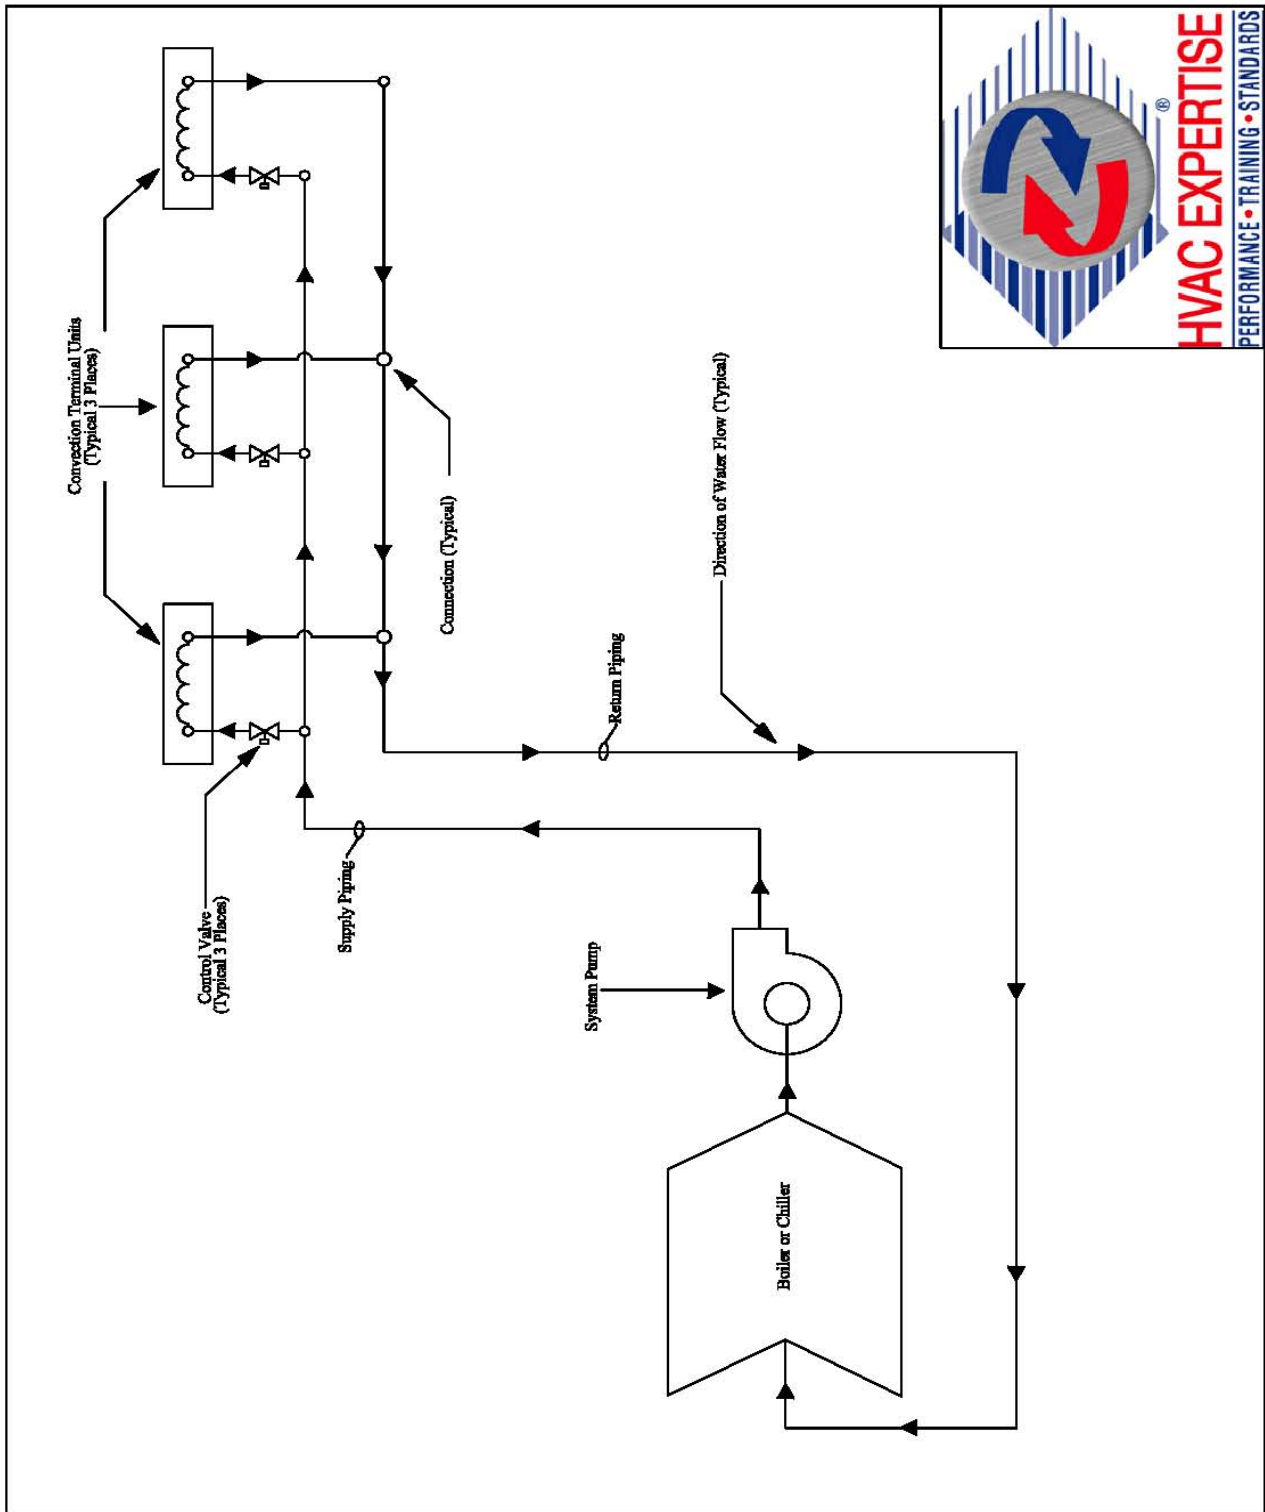 Convection Terminal Units
(Typical 3 Places)
Control Valve
(Typical 3 Places)
Supply Piping
Connection (Typical)
Return Piping
Direction of Water Flow (Typical)
System Pump
Boiler or Chiller
®
HVAC EXPERTISE
PERFORMANCE•TRAINING•STANDARDS